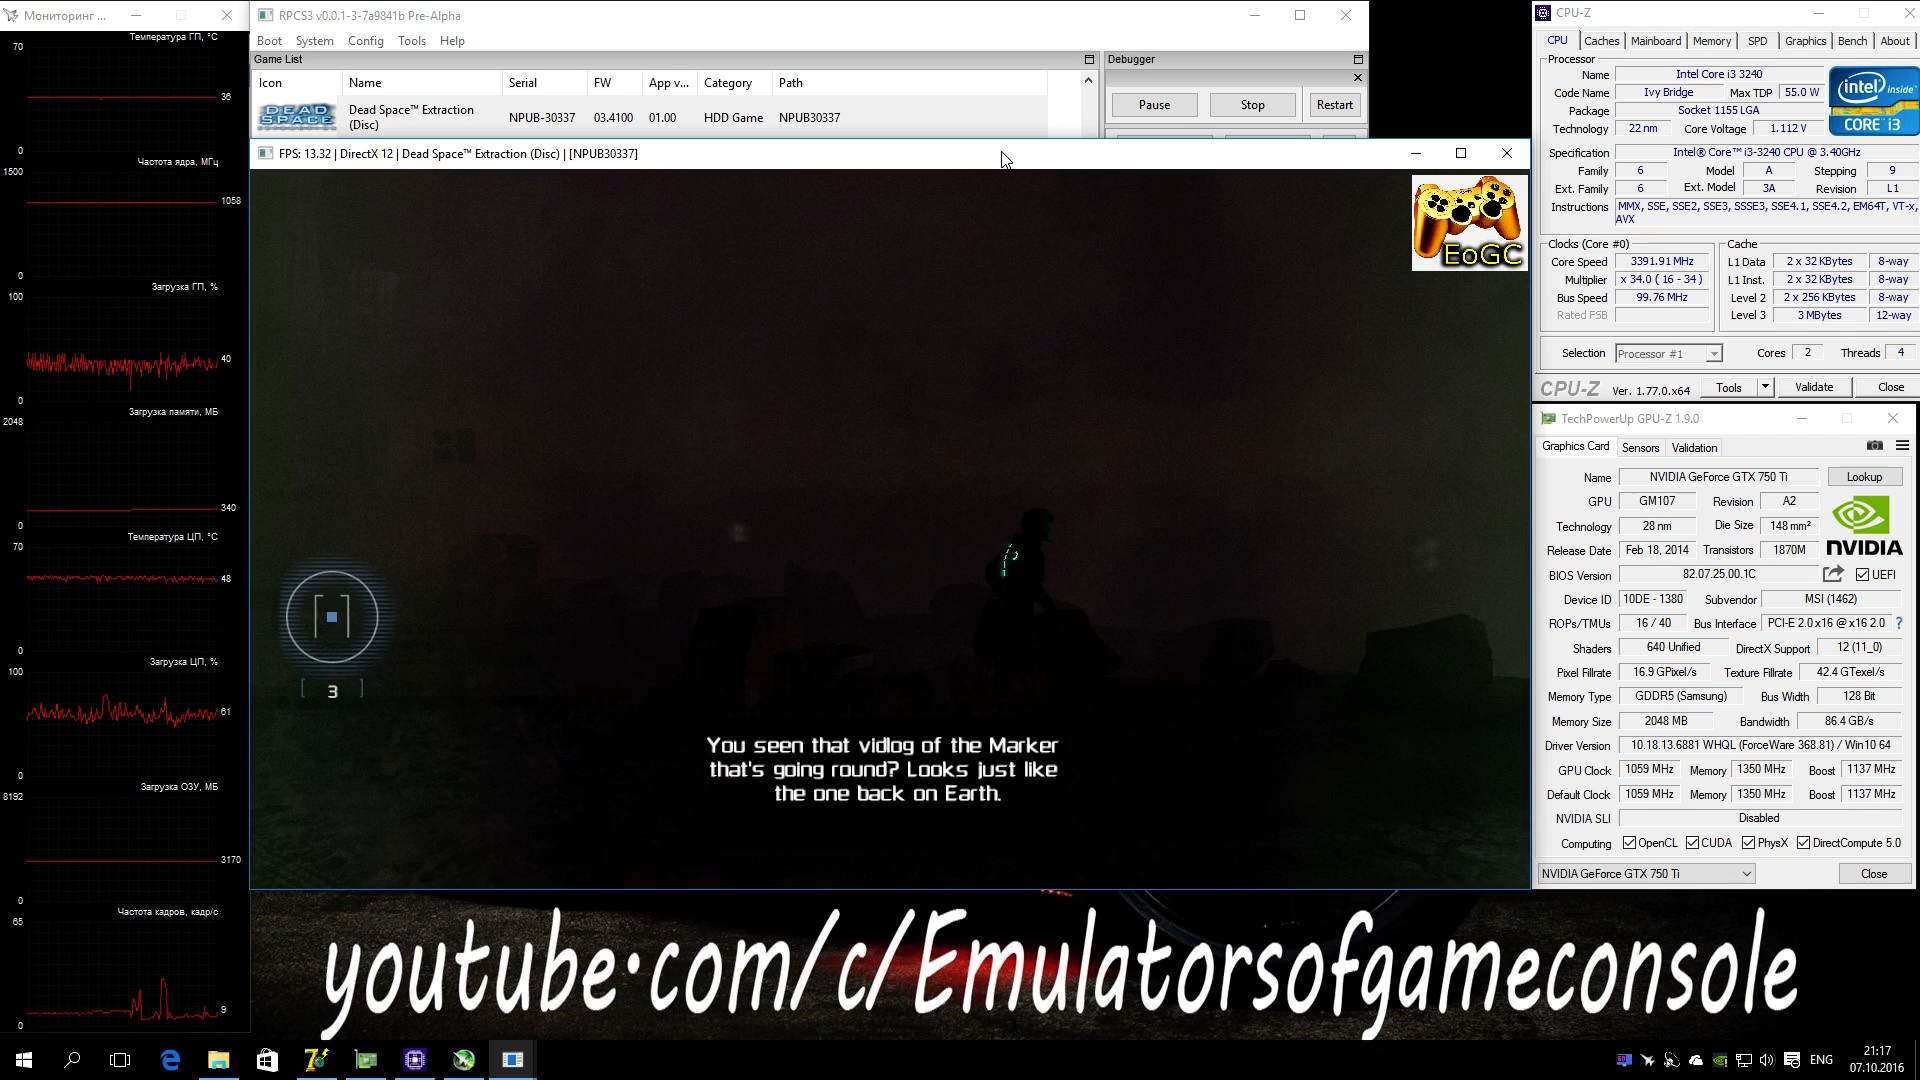 Мониторинг ...
Температура ГП, °C
70
36
0
Частота ядра, МГц
1500
1058
0
Загрузка ГП, %
100
40
0
Загрузка памяти, МБ
2048
340
0
Температура ЦП, °C
70
48
0
Загрузка ЦП, %
100
61
0
Загрузка ОЗУ, МБ
8192
3170
0
Частота кадров, кадр/с
65
9
0
RPCS3 v0.0.1-3-7a9841b Pre-Alpha
Boot System Config Tools Help
Game List
Icon Name Serial FW App v... Category Path
DEAD SPACE
Dead Space™ Extraction (Disc) NPUB-30337 03.4100 01.00 HDD Game NPUB30337
Debugger
Pause Stop Restart
FPS: 13.32 | DirectX 12 | Dead Space™ Extraction (Disc) | [NPUB30337]
EoGC
3
You seen that vidlog of the Marker
that's going round? Looks just like
the one back on Earth.
CPU-Z
CPU Caches Mainboard Memory SPD Graphics Bench About
Processor
Name Intel Core i3 3240
Code Name Ivy Bridge Max TDP 55.0 W
Package Socket 1155 LGA
Technology 22 nm Core Voltage 1.112 V
intel inside®
CORE i3
Specification Intel® Core™ i3-3240 CPU @ 3.40GHz
Family 6 Model A Stepping 9
Ext. Family 6 Ext. Model 3A Revision L1
Instructions MMX, SSE, SSE2, SSE3, SSSE3, SSE4.1, SSE4.2, EM64T, VT-x,
AVX
Clocks (Core #0)
Core Speed 3391.91 MHz
Multiplier x 34.0 ( 16 - 34 )
Bus Speed 99.76 MHz
Rated FSB
Cache
L1 Data 2 x 32 KBytes 8-way
L1 Inst. 2 x 32 KBytes 8-way
Level 2 2 x 256 KBytes 8-way
Level 3 3 MBytes 12-way
Selection Processor #1 Cores 2 Threads 4
CPU-Z Ver. 1.77.0.x64 Tools Validate Close
TechPowerUp GPU-Z 1.9.0
Graphics Card Sensors Validation
Name NVIDIA GeForce GTX 750 Ti Lookup
GPU GM107 Revision A2
Technology 28 nm Die Size 148 mm²
Release Date Feb 18, 2014 Transistors 1870M
NVIDIA
BIOS Version 82.07.25.00.1C UEFI
Device ID 10DE - 1380 Subvendor MSI (1462)
ROPs/TMUs 16 / 40 Bus Interface PCI-E 2.0 x16 @ x16 2.0 ?
Shaders 640 Unified DirectX Support 12 (11_0)
Pixel Fillrate 16.9 GPixel/s Texture Fillrate 42.4 GTexel/s
Memory Type GDDR5 (Samsung) Bus Width 128 Bit
Memory Size 2048 MB Bandwidth 86.4 GB/s
Driver Version 10.18.13.6881 WHQL (ForceWare 368.81) / Win10 64
GPU Clock 1059 MHz Memory 1350 MHz Boost 1137 MHz
Default Clock 1059 MHz Memory 1350 MHz Boost 1137 MHz
NVIDIA SLI Disabled
Computing OpenCL CUDA PhysX DirectCompute 5.0
NVIDIA GeForce GTX 750 Ti Close
youtube.com/c/Emulatorsofgameconsole
ENG
21:17
07.10.2016